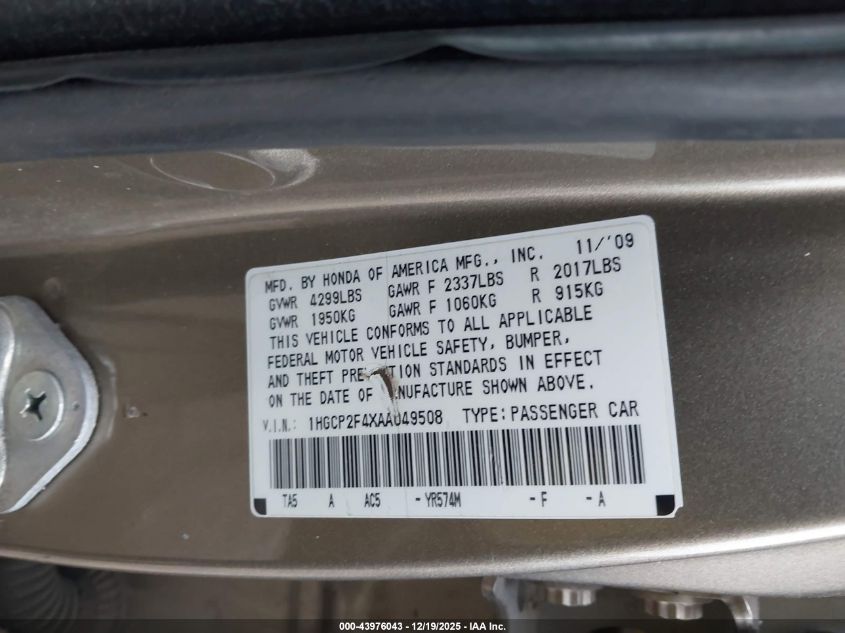 MFD. BY HONDA OF AMERICA MFG., INC. 11/'09
GVWR 4299LBS GAWR F 2337LBS R 2017LBS
GVWR 1950KG GAWR F 1060KG R 915KG
THIS VEHICLE CONFORMS TO ALL APPLICABLE
FEDERAL MOTOR VEHICLE SAFETY, BUMPER,
AND THEFT PRE TION STANDARDS IN EFFECT
ON THE DATE OF NUFACTURE SHOWN ABOVE.
V.I.N.: 1HGCP2F4XAA049508 TYPE: PASSENGER CAR
TA5 A AC5 - YR574M - F - A
000-43976043 | 12/19/2025 - IAA Inc.